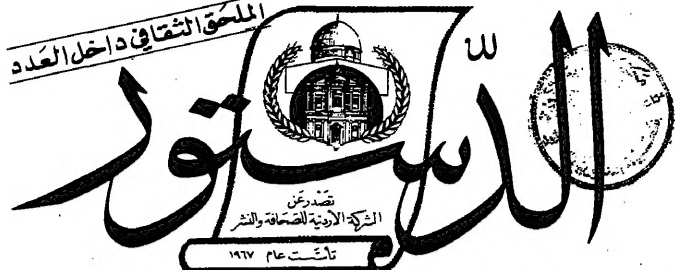 الملحق الثقافي داخل العدد
الدستور
تصدر عن
الشركة الأردنية للصحافة والنشر
تأسست عام ١٩٦٧